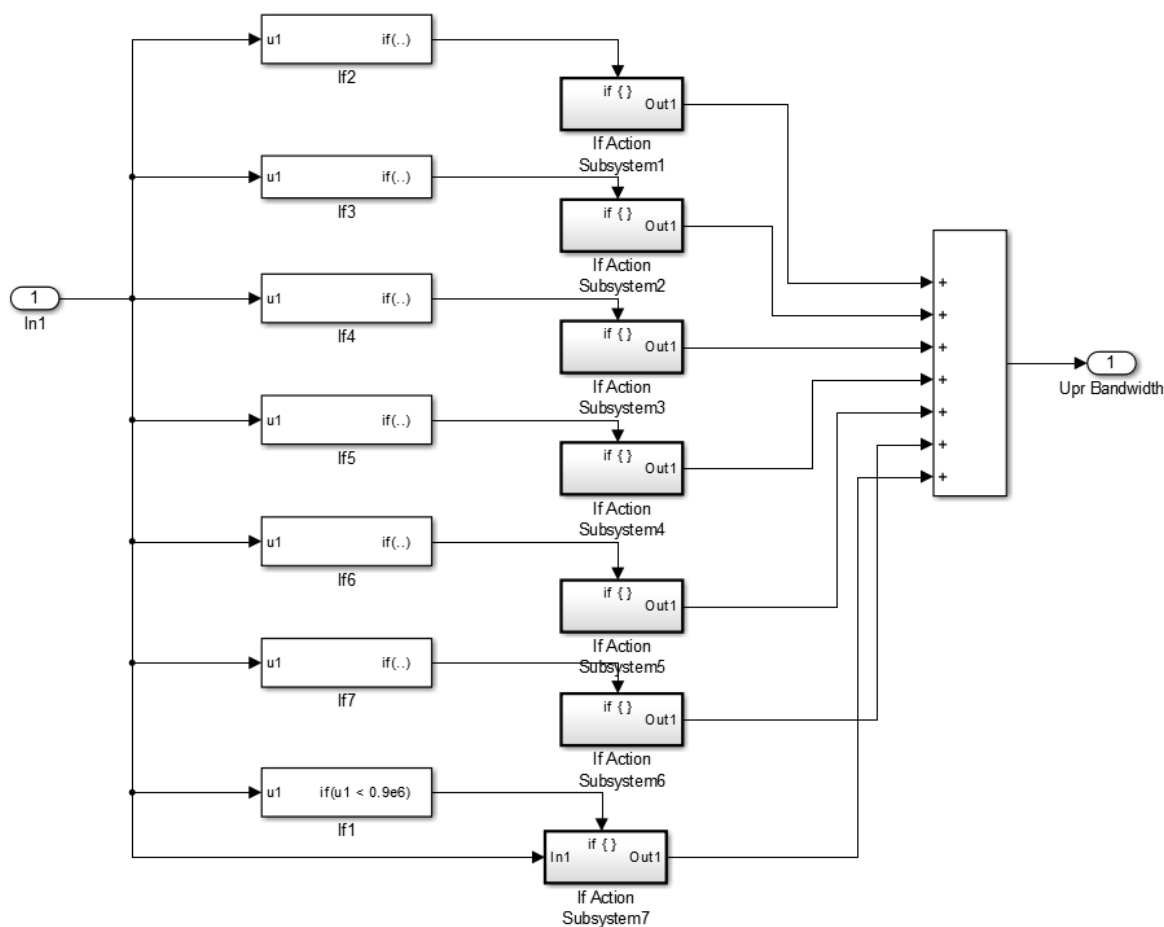 u1 if(..)
If2
if { }
Out1
If Action
Subsystem1
u1 if(..)
If3
if { }
Out1
If Action
Subsystem2
1
In1
u1 if(..)
If4
if { }
Out1
If Action
Subsystem3
u1 if(..)
If5
if { }
Out1
If Action
Subsystem4
u1 if(..)
If6
if { }
Out1
If Action
Subsystem5
u1 if(..)
If7
if { }
Out1
If Action
Subsystem6
u1 if(u1 < 0.9e6)
If1
if { }
In1 Out1
If Action
Subsystem7
+
+
+
+
+
+
+
1
Upr Bandwidth